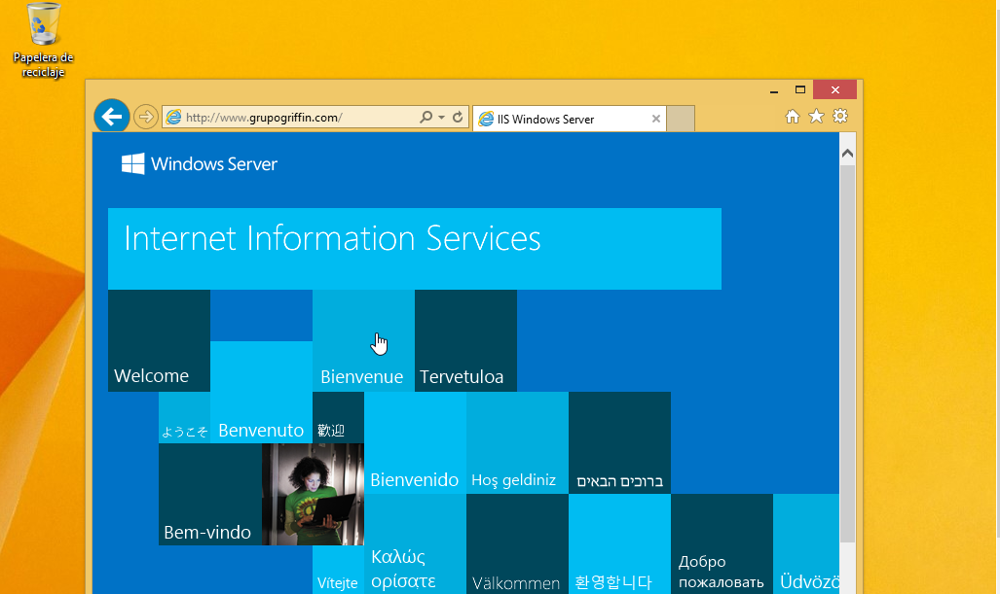 Papelera de
reciclaje
http://www.grupogriffin.com/
IIS Windows Server
Windows Server
Internet Information Services
Welcome
Bienvenue
Tervetuloa
ようこそ
Benvenuto
歡迎
Bienvenido
Hoş geldiniz
ברוכים הבאים
Bem-vindo
Vítejte
Καλώς
ορίσατε
Välkommen
환영합니다
Добро
пожаловать
Üdvözö